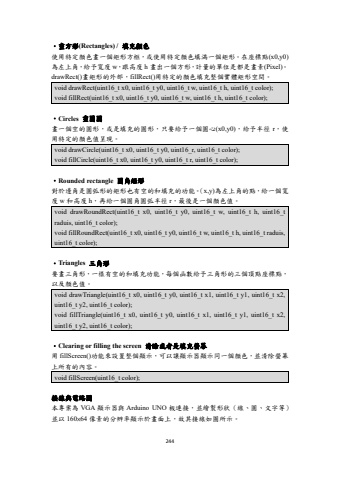 • 畫方形(Rectangles) / 填充顏色
使用特定顏色畫一個矩形方框，或使用特定顏色填滿一個矩形。在座標點(x0,y0)
為左上角，給予寬度 w，跟高度 h 畫出一個方形，計量的單位是都是畫素(Pixel)。
drawRect()畫矩形的外部，fillRect()用特定的顏色填充整個實體矩形空間。
void drawRect(uint16_t x0, uint16_t y0, uint16_t w, uint16_t h, uint16_t color);
void fillRect(uint16_t x0, uint16_t y0, uint16_t w, uint16_t h, uint16_t color);
• Circles 畫圓圈
畫一個空的圓形，或是填充的圓形，只要給予一個圓心(x0,y0)，給予半徑 r，使
用特定的顏色值呈現。
void drawCircle(uint16_t x0, uint16_t y0, uint16_t r, uint16_t color);
void fillCircle(uint16_t x0, uint16_t y0, uint16_t r, uint16_t color);
• Rounded rectangle 圓角矩形
對於邊角是圓弧形的矩形也有空的和填充的功能。( x,y)為左上角的點，給一個寬
度 w 和高度 h，再給一個圓角圓弧半徑 r，最後是一個顏色值。
void drawRoundRect(uint16_t x0, uint16_t y0, uint16_t w, uint16_t h, uint16_t
raduis, uint16_t color);
void fillRoundRect(uint16_t x0, uint16_t y0, uint16_t w, uint16_t h, uint16_t raduis,
uint16_t color);
• Triangles 三角形
要畫三角形，一樣有空的和填充功能，每個函數給予三角形的三個頂點座標點，
以及顏色值。
void drawTriangle(uint16_t x0, uint16_t y0, uint16_t x1, uint16_t y1, uint16_t x2,
uint16_t y2, uint16_t color);
void fillTriangle(uint16_t x0, uint16_t y0, uint16_t x1, uint16_t y1, uint16_t x2,
uint16_t y2, uint16_t color);
• Clearing or filling the screen 清除或者是填充螢幕
用 fillScreen()功能來設置整個顯示，可以讓顯示器顯示同一個顏色，並清除螢幕
上所有的內容。
void fillScreen(uint16_t color);
接線與電路圖
本專案為 VGA 顯示器與 Arduino UNO 板連接，並繪製形狀（線、圓、文字等）
並以 160x64 像素的分辨率顯示於畫面上，故其接線如圖所示。
244